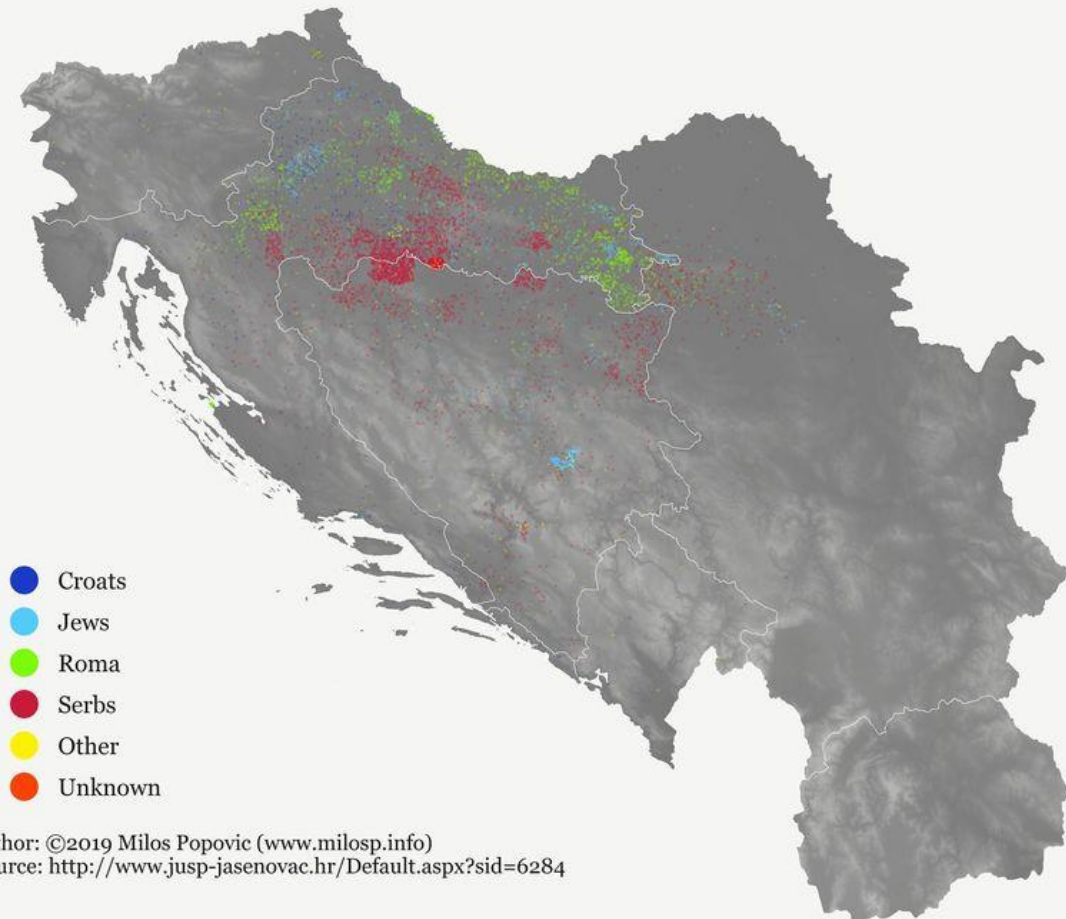 Croats
Jews
Roma
Serbs
Other
Unknown
thor: ©2019 Milos Popovic (www.milosp.info)
urce: http://www.jusp-jasenovac.hr/Default.aspx?sid=6284